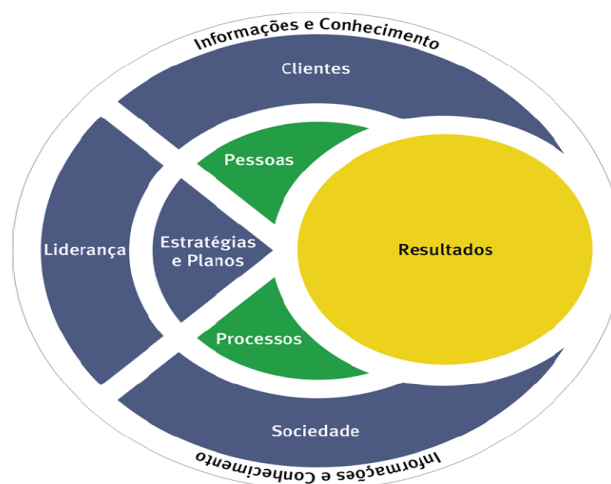 Informações e Conhecimento
Clientes
Pessoas
Liderança
Estratégias
e Planos
Resultados
Processos
Sociedade
Informações e Conhecimento